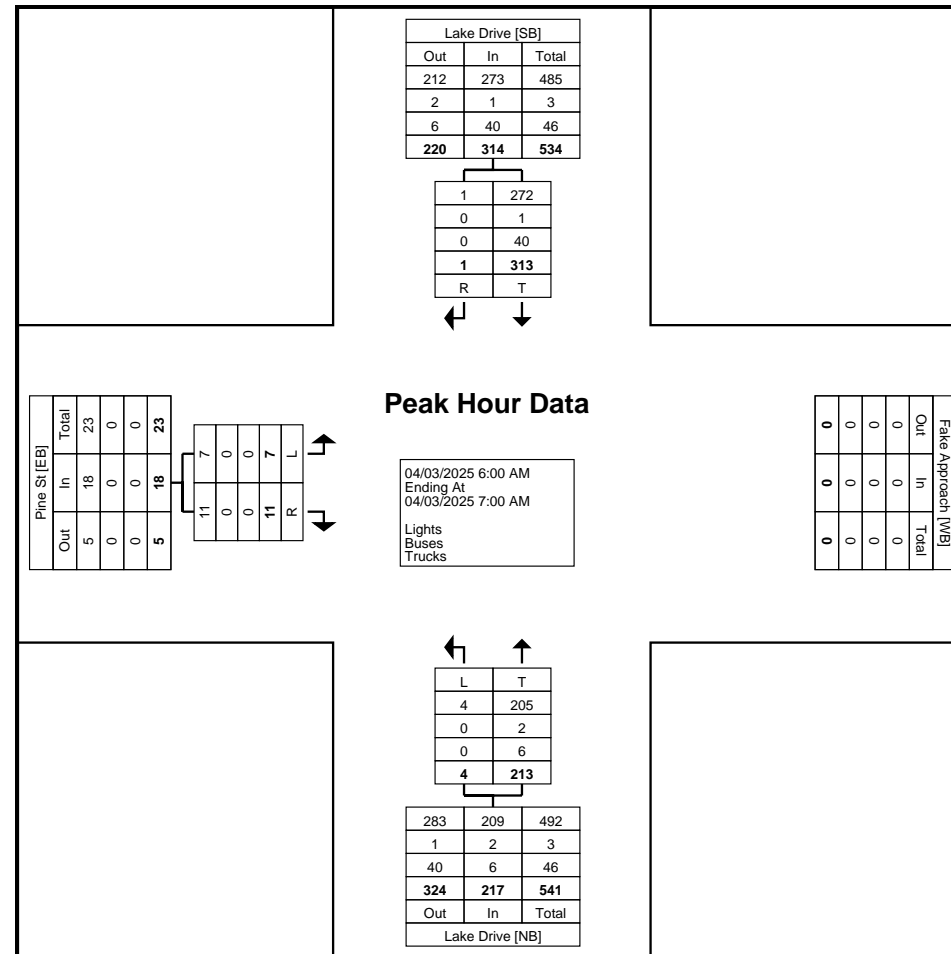 Lake Drive [SB]
Out In Total
212 273 485
2 1 3
6 40 46
220 314 534
1 272
0 1
0 40
1 313
R T
Peak Hour Data
Pine St [EB]
Total 23 0 0 23
In 18 0 0 18
Out 5 0 0 5
7 0 0 7 L
11 0 0 11 R
04/03/2025 6:00 AM
Ending At
04/03/2025 7:00 AM
Lights
Buses
Trucks
Fake Approach [WB]
Out In Total
0 0 0
0 0 0
0 0 0
0 0 0
L T
4 205
0 2
0 6
4 213
283 209 492
1 2 3
40 6 46
324 217 541
Out In Total
Lake Drive [NB]